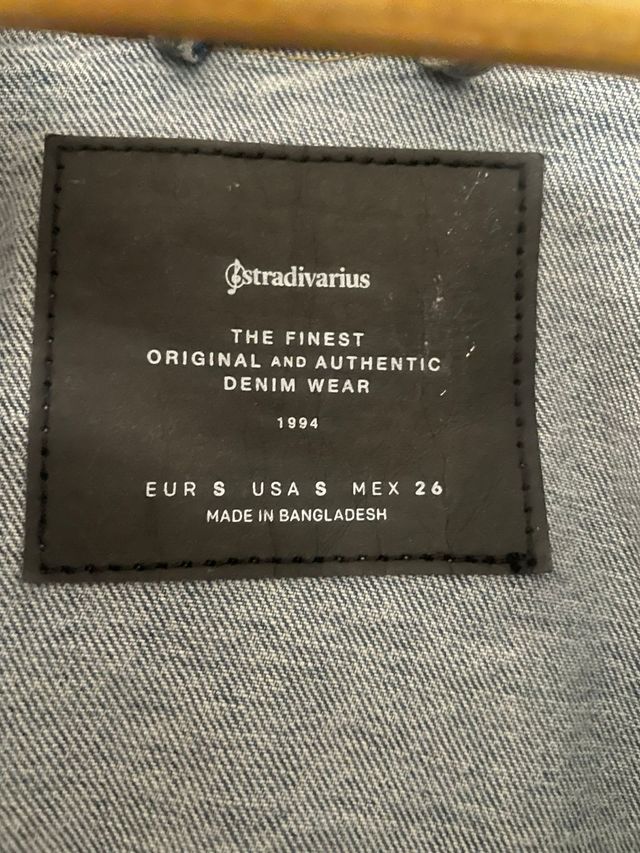 stradivarius
THE FINEST
ORIGINAL AND AUTHENTIC
DENIM WEAR
1994
EUR S USA S MEX 26
MADE IN BANGLADESH